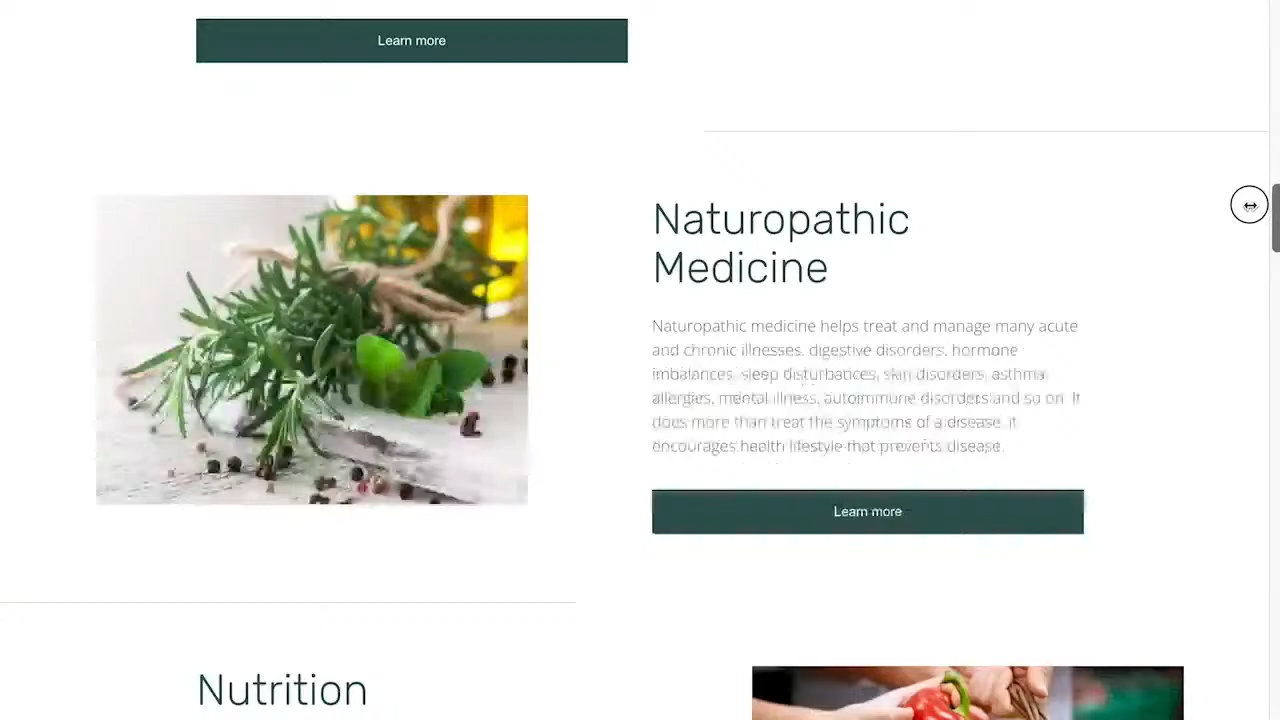 Learn more
Naturopathic
Medicine
Naturopathic medicine helps treat and manage many acute
and chronic illnesses, digestive disorders, hormone
imbalances, sleep disturbances, skin disorders, asthma,
allergies, mental illness, autoimmune disorders and so on. It
does more than treat the symptoms of a disease, it
encourages health lifestyle that prevents disease.
Learn more
Nutrition